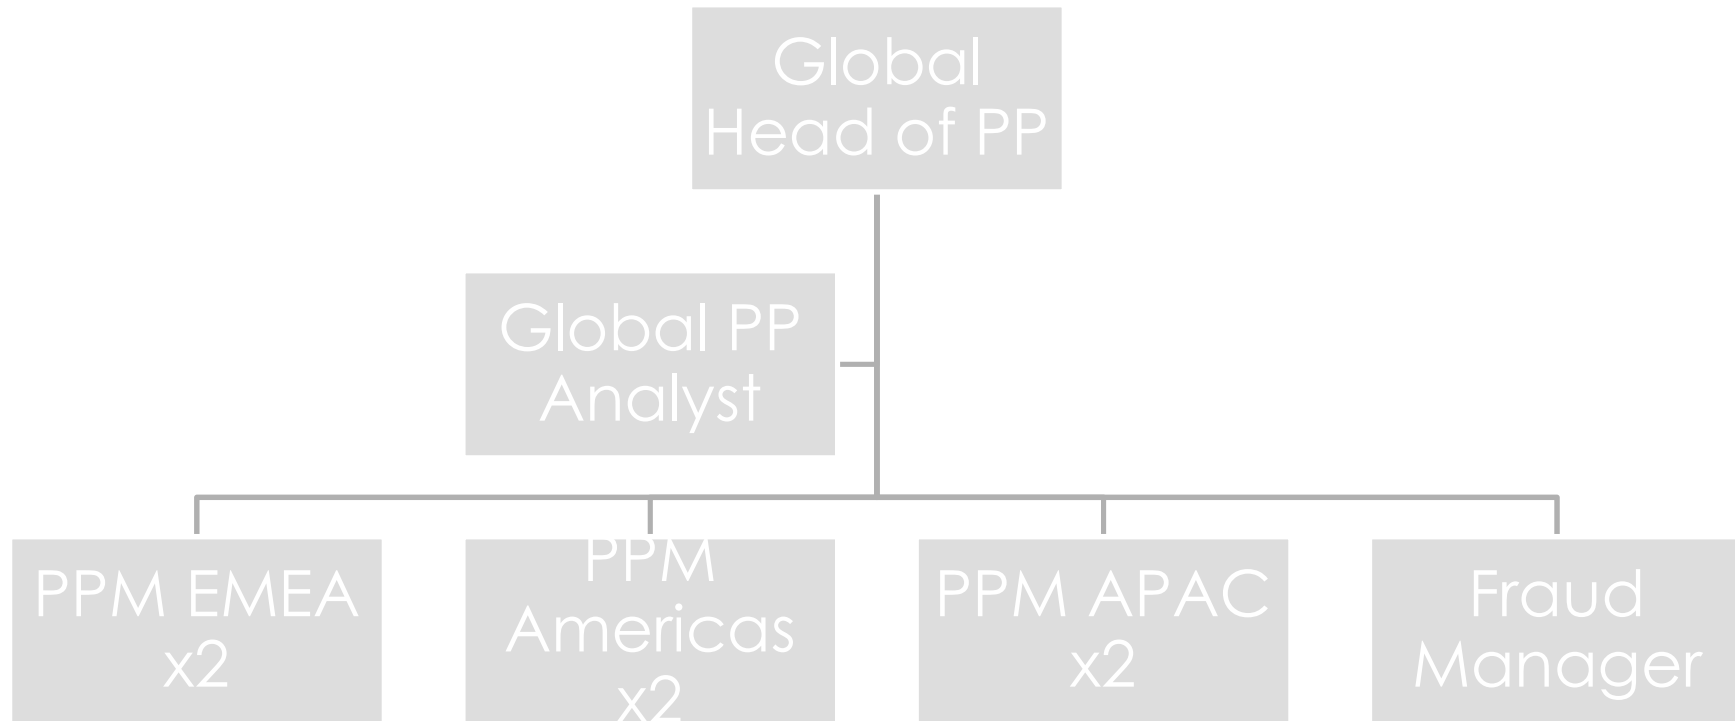 Global
Head of PP
Global PP
Analyst
PPM EMEA
x2
PPM
Americas
x2
PPM APAC
x2
Fraud
Manager